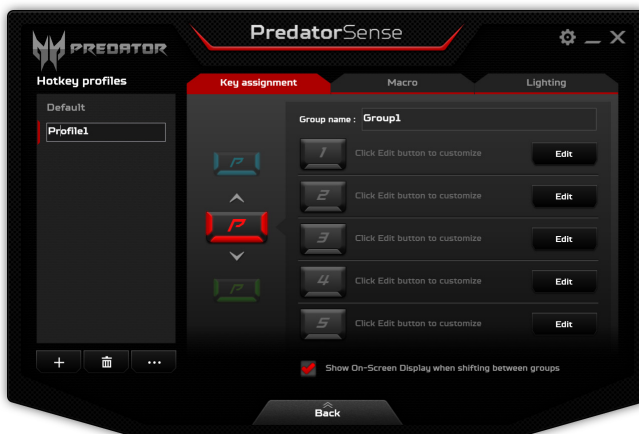 PREDATOR
PredatorSense
Hotkey profiles
Default
Profile1
Key assignment
Macro
Lighting
Group name : Group1
1 Click Edit button to customize Edit
2 Click Edit button to customize Edit
3 Click Edit button to customize Edit
4 Click Edit button to customize Edit
5 Click Edit button to customize Edit
Show On-Screen Display when shifting between groups
Back